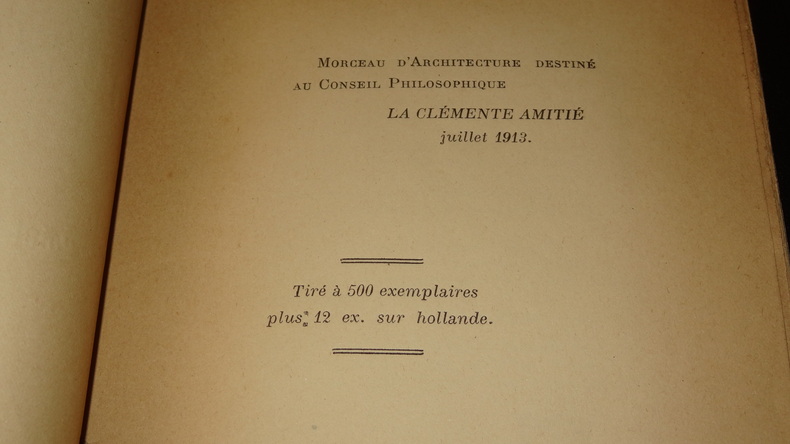 Morceau d'Architecture destiné
au Conseil Philosophique
LA CLÉMENTE AMITIÉ
juillet 1913.
Tiré à 500 exemplaires
plus 12 ex. sur hollande.